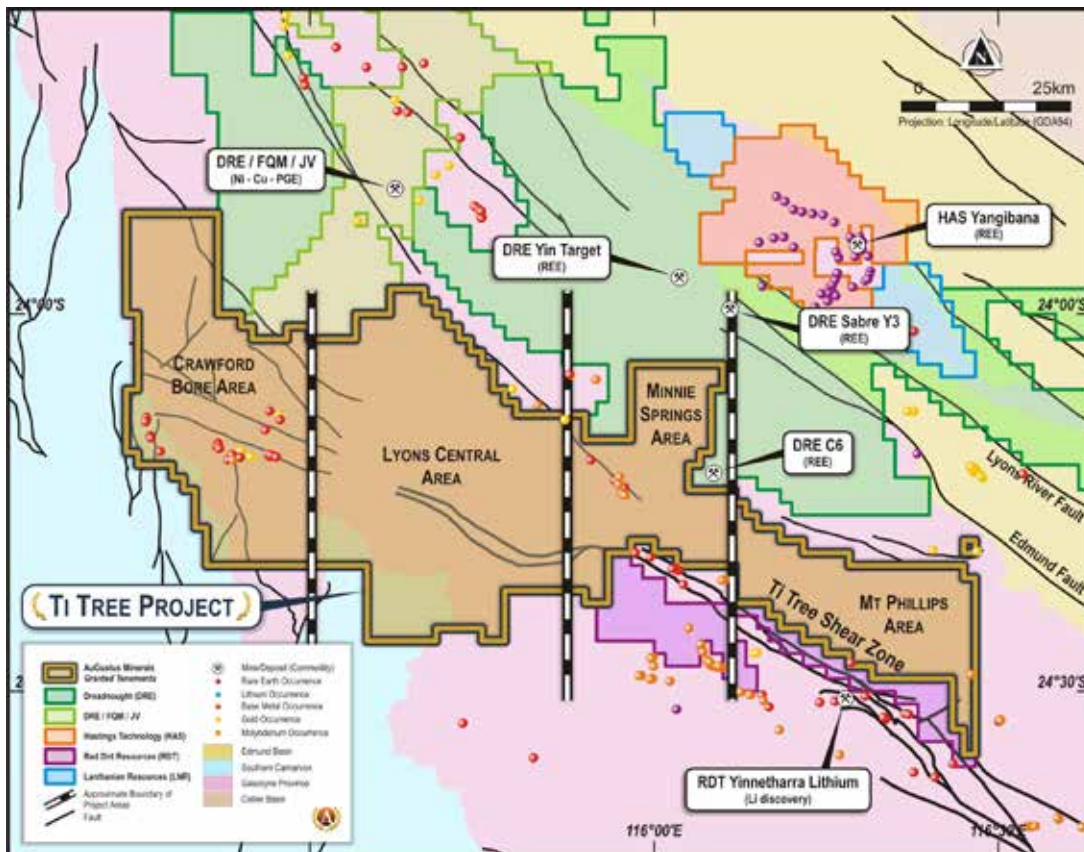 N
0 25km
Projection: Longitude/Latitude (GDA94)
DRE / FQM / JV
(Ni - Cu - PGE)
HAS Yangibana
(REE)
DRE Yin Target
(REE)
24°00'S
24°00'S
DRE Sabre Y3
(REE)
CRAWFORD
BORE AREA
MINNIE
SPRINGS
AREA
LYONS CENTRAL
AREA
DRE C6
(REE)
Lyons River Fault
Edmund Fault
TI TREE PROJECT
Ti Tree Shear Zone
MT PHILLIPS
AREA
AuGustus Minerals
Granted Tenements
Dreadnought (DRE)
DRE / FQM / JV
Hastings Technology (HAS)
Red Dirt Resources (RDT)
Lanthanian Resources (LNR)
Approximate Boundary of
Project Areas
Fault
Mine/Deposit (Commodity)
Rare Earth Occurrence
Lithium Occurrence
Base Metal Occurrence
Gold Occurrence
Molybdenum Occurrence
Edmund Basin
Southern Carnarvon
Gascoyne Province
Collier Basin
24°30'S
RDT Yinnetharra Lithium
(Li discovery)
116°00'E
116°30'E